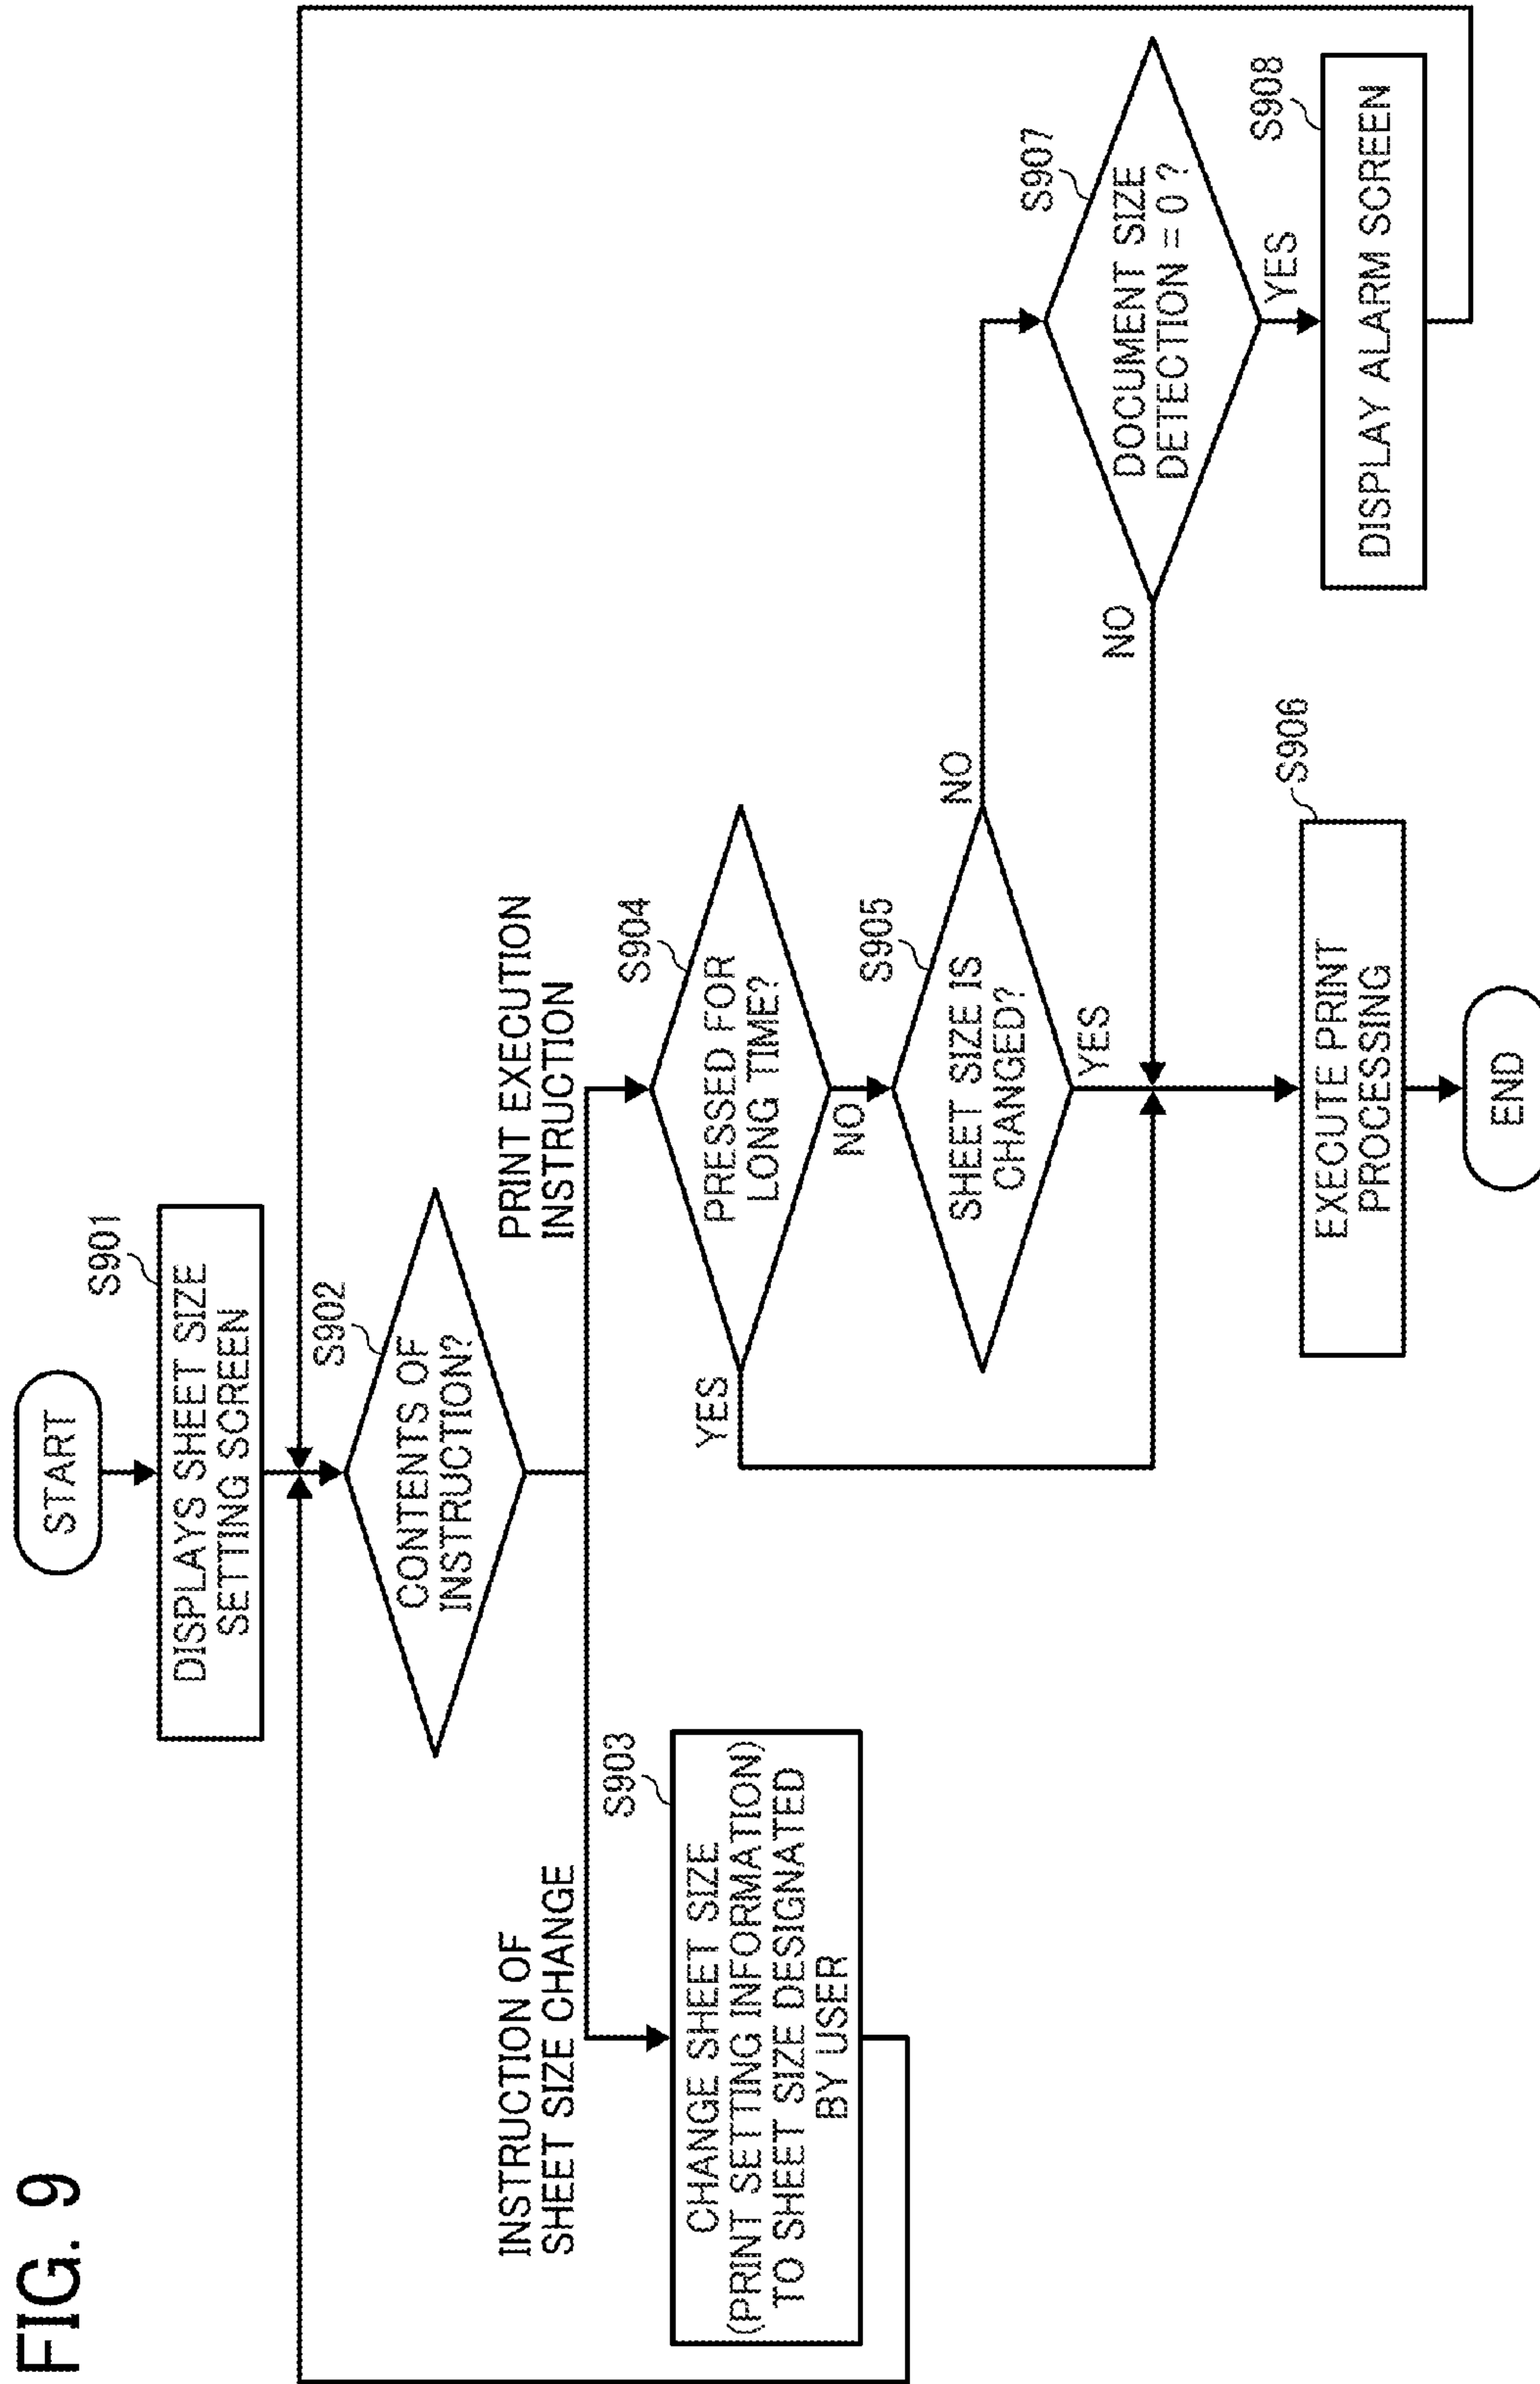 FIG. 9
START
S901
DISPLAYS SHEET SIZE
SETTING SCREEN
S902
CONTENTS OF
INSTRUCTION?
INSTRUCTION OF
SHEET SIZE CHANGE
PRINT EXECUTION
INSTRUCTION
S903
CHANGE SHEET SIZE
(PRINT SETTING INFORMATION)
TO SHEET SIZE DESIGNATED
BY USER
S904
PRESSED FOR
LONG TIME?
YES
NO
S905
SHEET SIZE IS
CHANGED?
NO
YES
S907
DOCUMENT SIZE
DETECTION = 0 ?
NO
YES
S906
EXECUTE PRINT
PROCESSING
S908
DISPLAY ALARM SCREEN
END